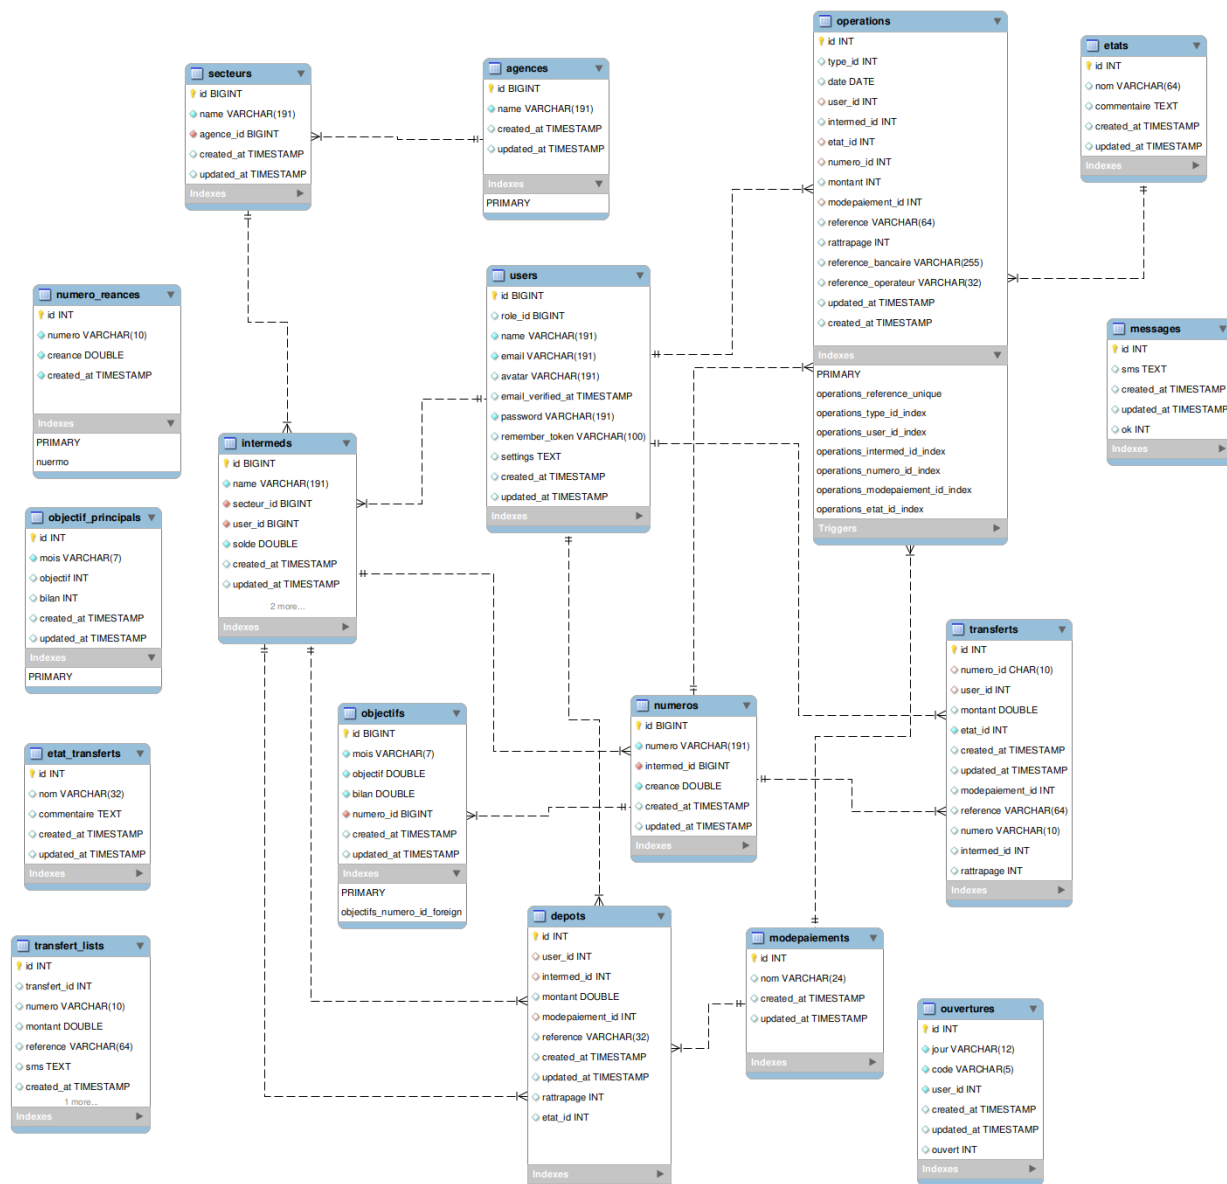 secteurs
id BIGINT
name VARCHAR(191)
agence_id BIGINT
created_at TIMESTAMP
updated_at TIMESTAMP
Indexes
agences
id BIGINT
name VARCHAR(191)
created_at TIMESTAMP
updated_at TIMESTAMP
Indexes
PRIMARY
operations
id INT
type_id INT
date DATE
user_id INT
intermed_id INT
etat_id INT
numero_id INT
montant INT
modepaiement_id INT
reference VARCHAR(64)
rattrapage INT
reference_bancaire VARCHAR(255)
reference_operateur VARCHAR(32)
updated_at TIMESTAMP
created_at TIMESTAMP
Indexes
PRIMARY
operations_reference_unique
operations_type_id_index
operations_user_id_index
operations_intermed_id_index
operations_numero_id_index
operations_modepaiement_id_index
operations_etat_id_index
Triggers
etats
id INT
nom VARCHAR(64)
commentaire TEXT
created_at TIMESTAMP
updated_at TIMESTAMP
Indexes
numero_reances
id INT
numero VARCHAR(10)
creance DOUBLE
created_at TIMESTAMP
Indexes
PRIMARY
nuermo
users
id BIGINT
role_id BIGINT
name VARCHAR(191)
email VARCHAR(191)
avatar VARCHAR(191)
email_verified_at TIMESTAMP
password VARCHAR(191)
remember_token VARCHAR(100)
settings TEXT
created_at TIMESTAMP
updated_at TIMESTAMP
Indexes
messages
id INT
sms TEXT
created_at TIMESTAMP
updated_at TIMESTAMP
ok INT
Indexes
intermeds
id BIGINT
name VARCHAR(191)
secteur_id BIGINT
user_id BIGINT
solde DOUBLE
created_at TIMESTAMP
updated_at TIMESTAMP
2 more...
Indexes
objectif_principals
id INT
mois VARCHAR(7)
objectif INT
bilan INT
created_at TIMESTAMP
updated_at TIMESTAMP
Indexes
PRIMARY
transferts
id INT
numero_id CHAR(10)
user_id INT
montant DOUBLE
etat_id INT
created_at TIMESTAMP
updated_at TIMESTAMP
modepaiement_id INT
reference VARCHAR(64)
numero VARCHAR(10)
intermed_id INT
rattrapage INT
Indexes
objectifs
id BIGINT
mois VARCHAR(7)
objectif DOUBLE
bilan DOUBLE
numero_id BIGINT
created_at TIMESTAMP
updated_at TIMESTAMP
Indexes
PRIMARY
objectifs_numero_id_foreign
numeros
id BIGINT
numero VARCHAR(191)
intermed_id BIGINT
creance DOUBLE
created_at TIMESTAMP
updated_at TIMESTAMP
Indexes
etat_transferts
id INT
nom VARCHAR(32)
commentaire TEXT
created_at TIMESTAMP
updated_at TIMESTAMP
Indexes
depots
id INT
user_id INT
intermed_id INT
montant DOUBLE
modepaiement_id INT
reference VARCHAR(32)
created_at TIMESTAMP
updated_at TIMESTAMP
rattrapage INT
etat_id INT
Indexes
modepaiements
id INT
nom VARCHAR(24)
created_at TIMESTAMP
updated_at TIMESTAMP
Indexes
transfert_lists
id INT
transfert_id INT
numero VARCHAR(10)
montant DOUBLE
reference VARCHAR(64)
sms TEXT
created_at TIMESTAMP
1 more...
Indexes
ouvertures
id INT
jour VARCHAR(12)
code VARCHAR(5)
user_id INT
created_at TIMESTAMP
updated_at TIMESTAMP
ouvert INT
Indexes